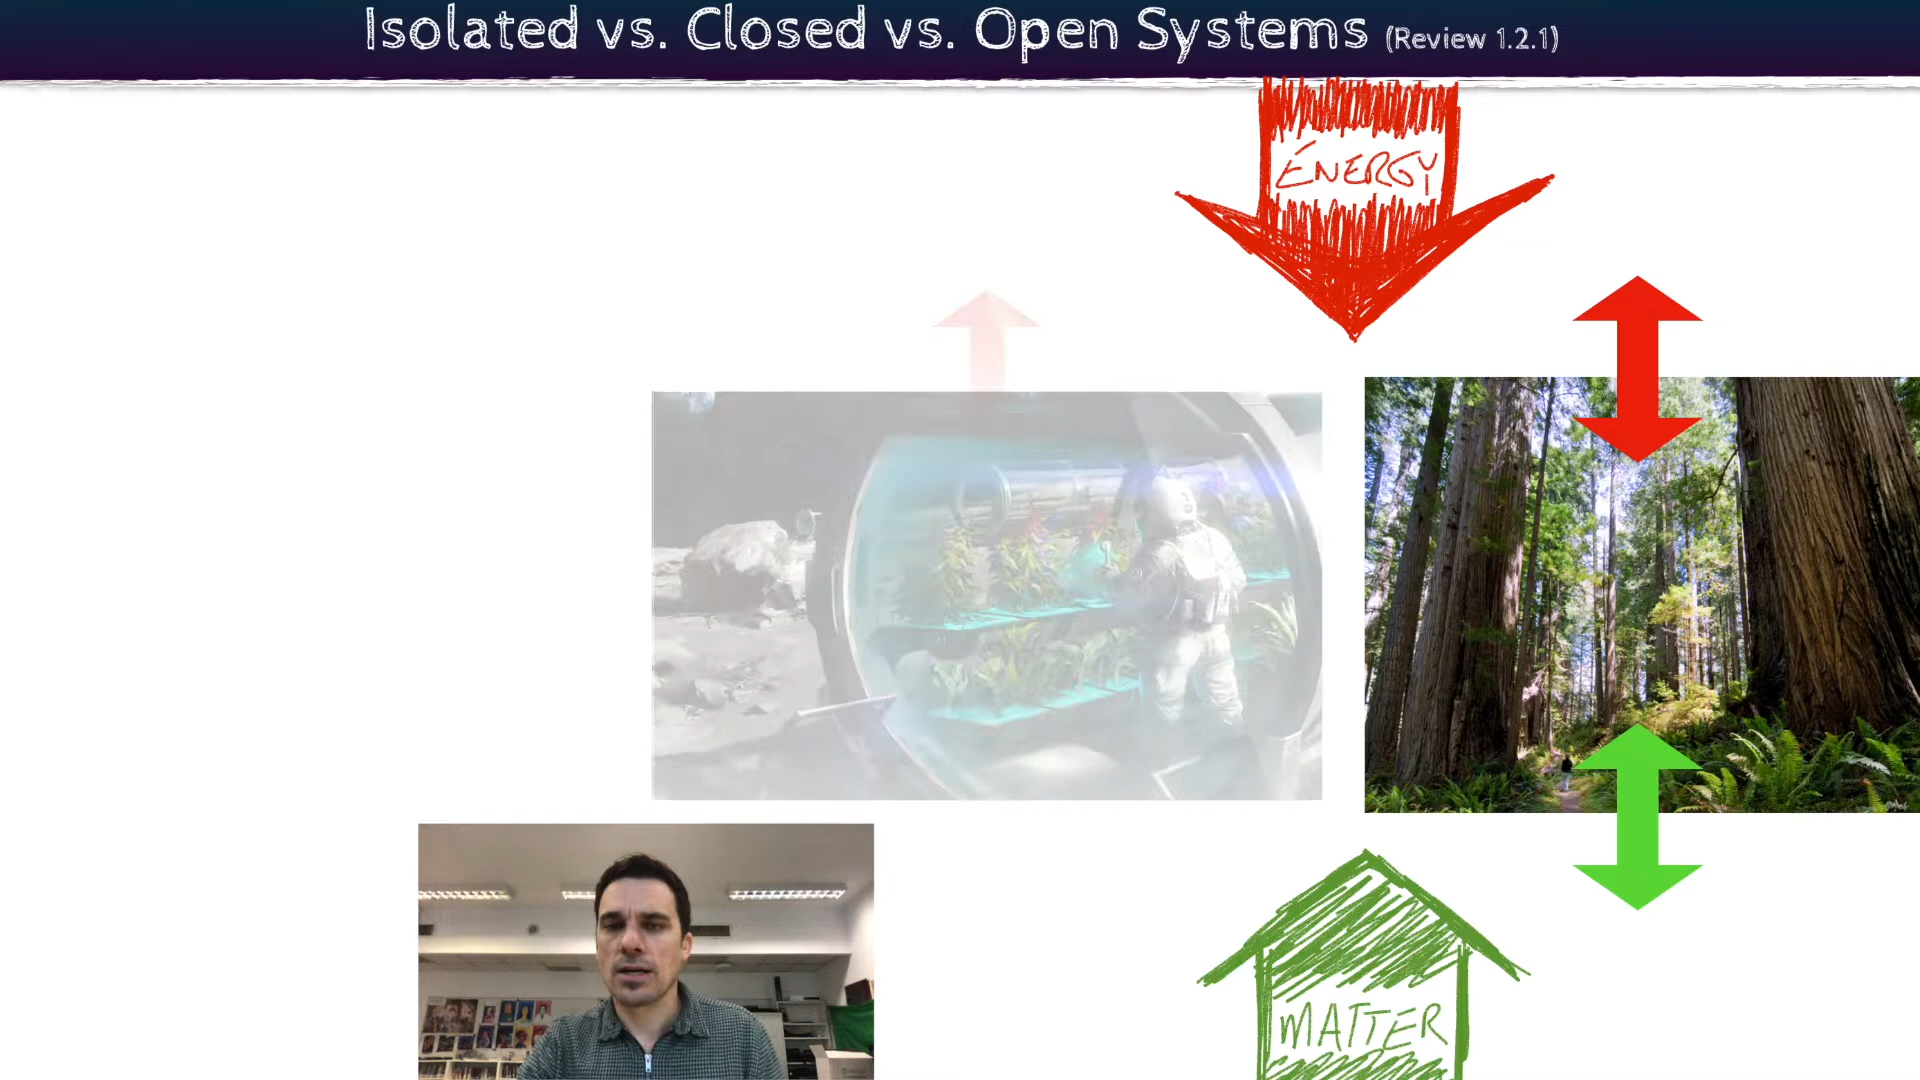 Isolated vs. Closed vs. Open Systems (Review 1.2.1)
ENERGY
MATTER